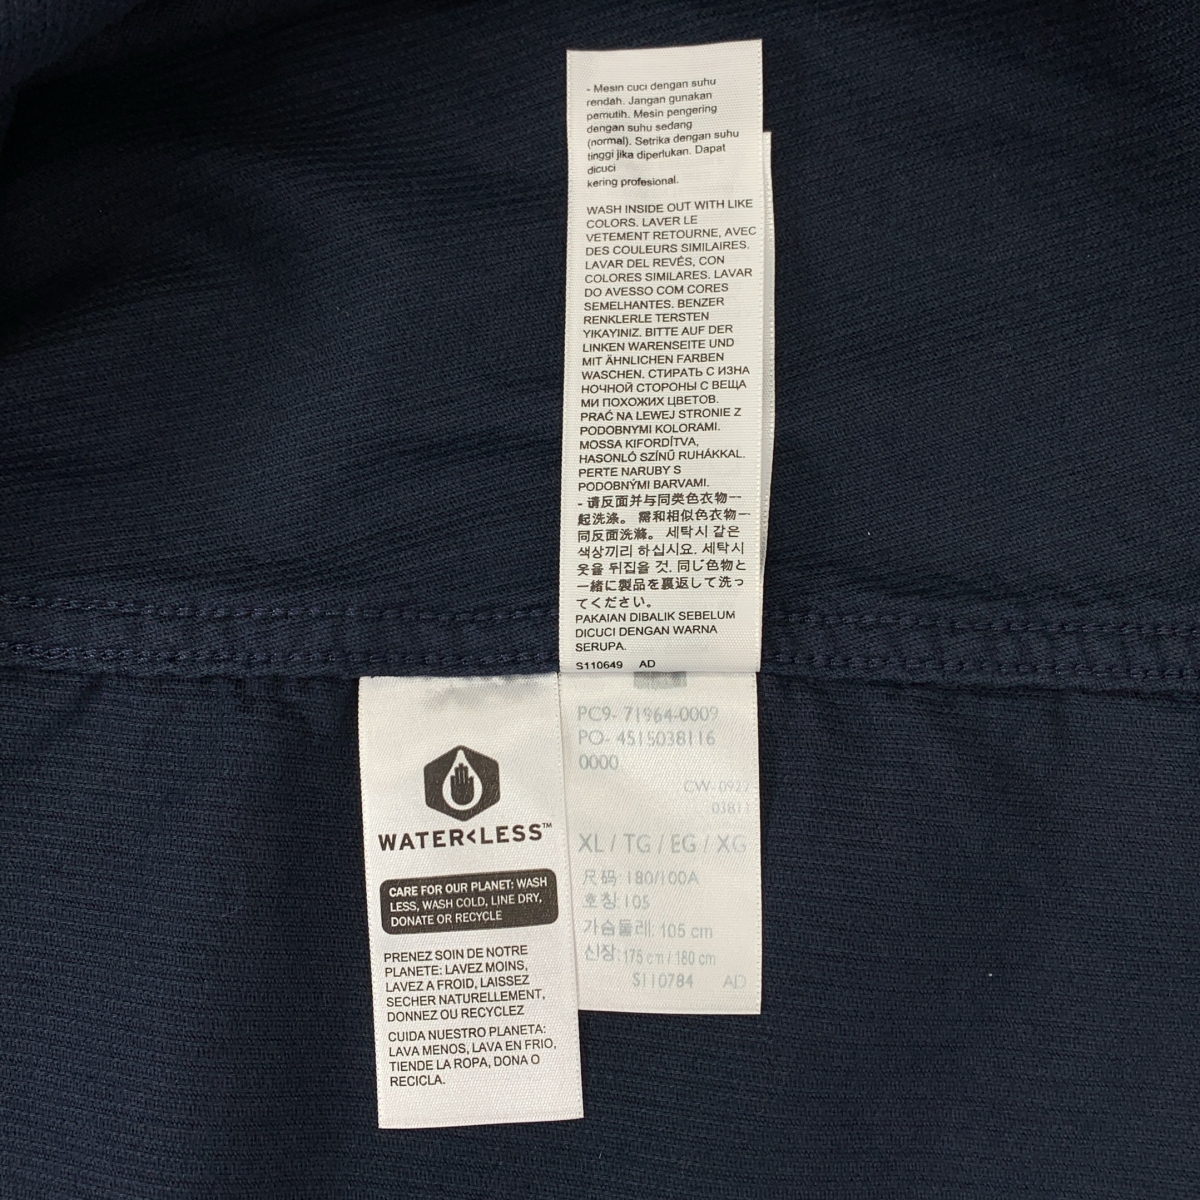 - Mesin cuci dengan suhu
rendah. Jangan gunakan
pemutih. Mesin pengering
dengan suhu sedang
(normal). Setrika dengan suhu
tinggi jika diperlukan. Dapat
dicuci
kering profesional.
WASH INSIDE OUT WITH LIKE
COLORS. LAVER LE
VETEMENT RETOURNE, AVEC
DES COULEURS SIMILAIRES.
LAVAR DEL REVÉS, CON
COLORES SIMILARES. LAVAR
DO AVESSO COM CORES
SEMELHANTES. BENZER
RENKLERLE TERSTEN
YIKAYINIZ. BITTE AUF DER
LINKEN WARENSEITE UND
MIT ÄHNLICHEN FARBEN
WASCHEN. СТИРАТЬ С ИЗНА
НОЧНОЙ СТОРОНЫ С ВЕЩА
МИ ПОХОЖИХ ЦВЕТОВ.
PRAĆ NA LEWEJ STRONIE Z
PODOBNYMI KOLORAMI.
MOSSA KIFORDÍTVA,
HASONLÓ SZÍNŰ RUHÁKKAL.
PERTE NARUBY S
PODOBNÝMI BARVAMI.
- 请反面并与同类色衣物一
起洗涤。 需和相似色衣物一
同反面洗滌。 세탁시 같은
색상끼리 하십시요. 세탁시
옷을 뒤집을 것. 同じ色物と
一緒に製品を裏返して洗っ
てください。
PAKAIAN DIBALIK SEBELUM
DICUCI DENGAN WARNA
SERUPA.
S110649 AD
WATER<LESS™
CARE FOR OUR PLANET: WASH
LESS, WASH COLD, LINE DRY,
DONATE OR RECYCLE
PRENEZ SOIN DE NOTRE
PLANETE: LAVEZ MOINS,
LAVEZ A FROID, LAISSEZ
SECHER NATURELLEMENT,
DONNEZ OU RECYCLEZ
CUIDA NUESTRO PLANETA:
LAVA MENOS, LAVA EN FRIO,
TIENDE LA ROPA, DONA O
RECICLA.
PC9- 71964-0009
PO- 4515038116
0000
CW-0922
03811
XL / TG / EG / XG
尺码: 180/100A
호칭: 105
가슴둘레: 105 cm
신장: 175 cm / 180 cm
S110784 AD